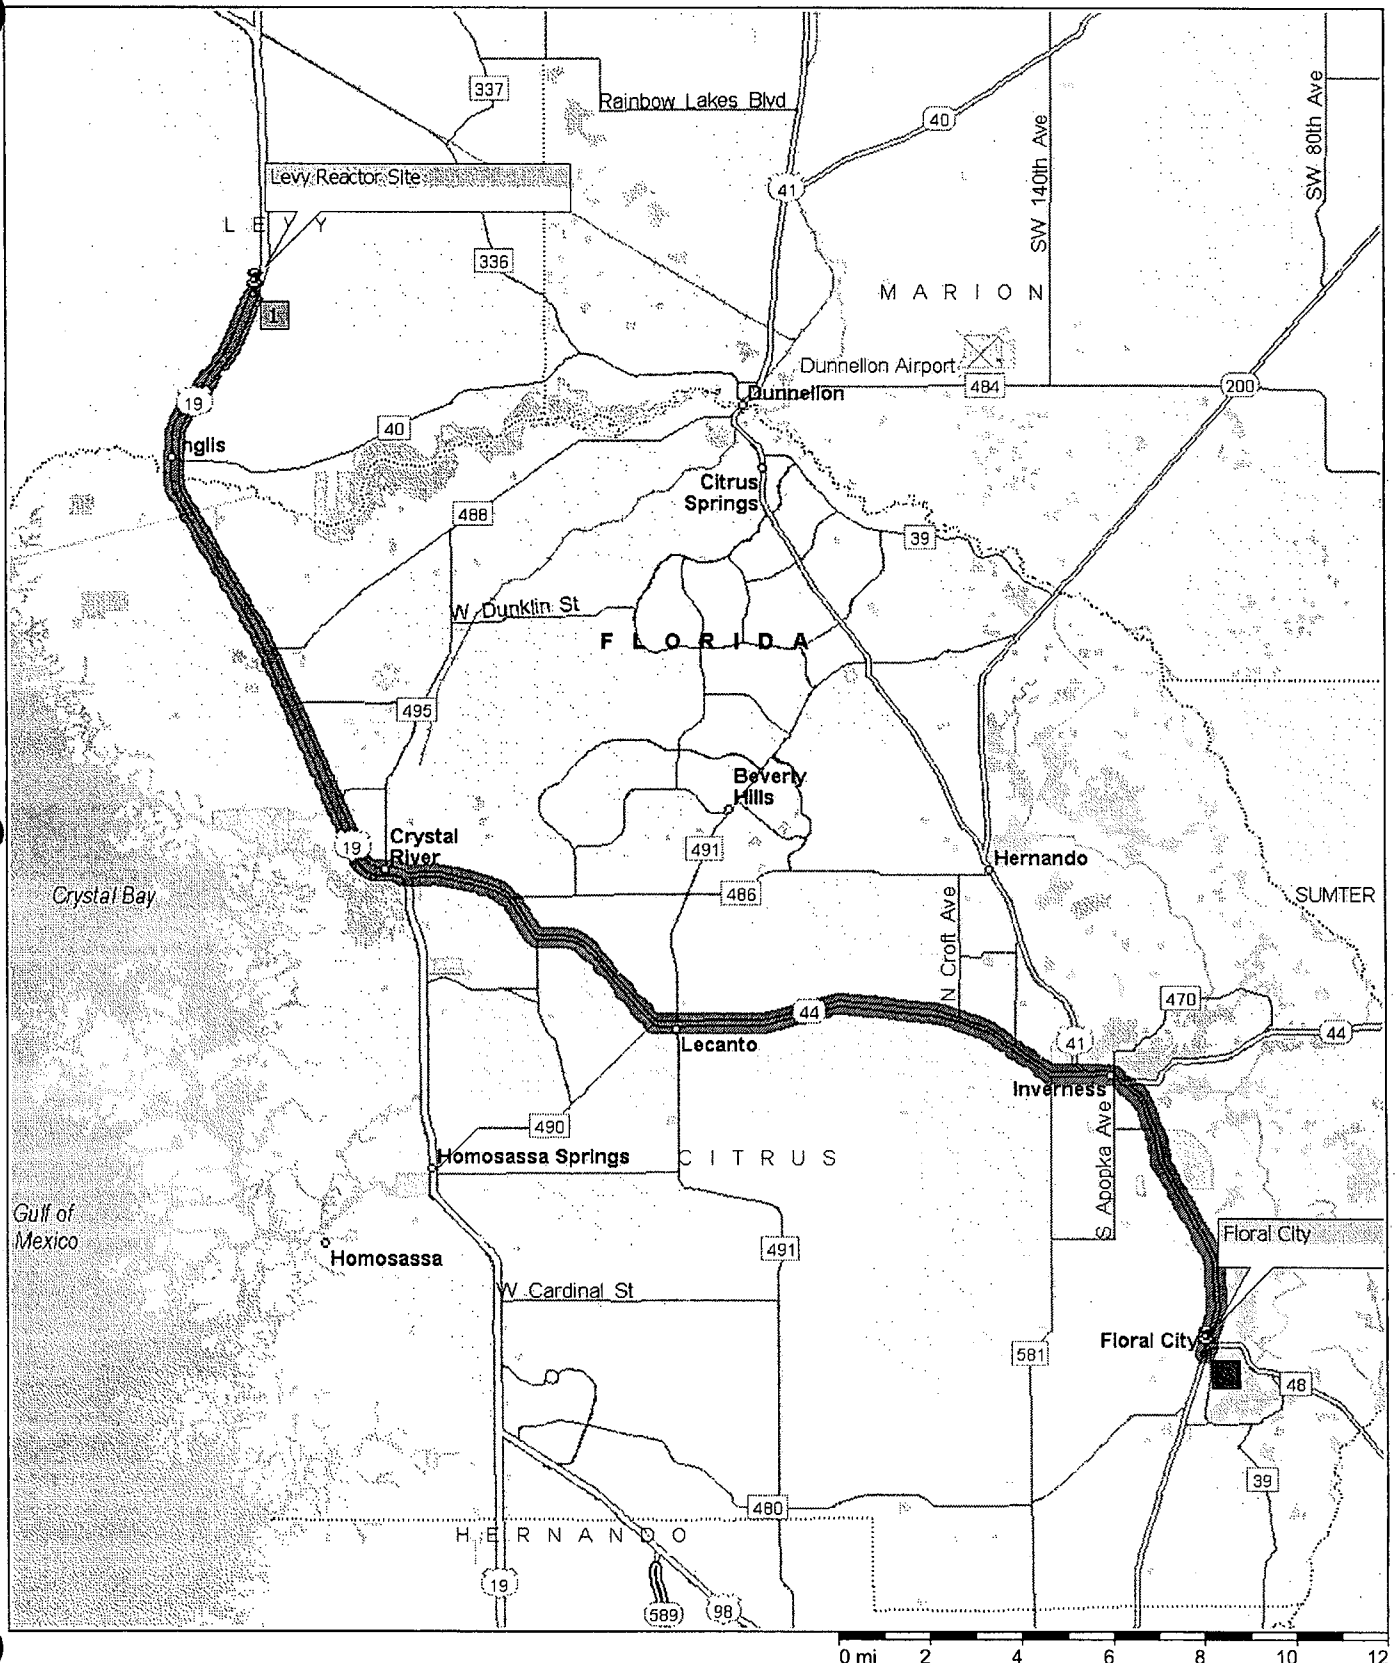 337
Rainbow Lakes Blvd
40
SW 80th Ave
SW 140th Ave
Levy Reactor Site
41
L E V Y
336
1
MARION
Dunnellon Airport
484
200
Dunnellon
19
40
nglis
Citrus
Springs
488
39
W Dunklin St
FLORIDA
495
Beverly
Hills
19
Crystal
River
491
Hernando
486
Crystal Bay
SUMTER
N Croft Ave
470
44
41
44
Lecanto
Inverness
490
S Apopka Ave
Homosassa Springs
CITRUS
Gulf of
Mexico
Floral City
491
Homosassa
W Cardinal St
Floral City
581
48
39
480
HERNANDO
19
589
98
0 mi 2 4 6 8 10 12